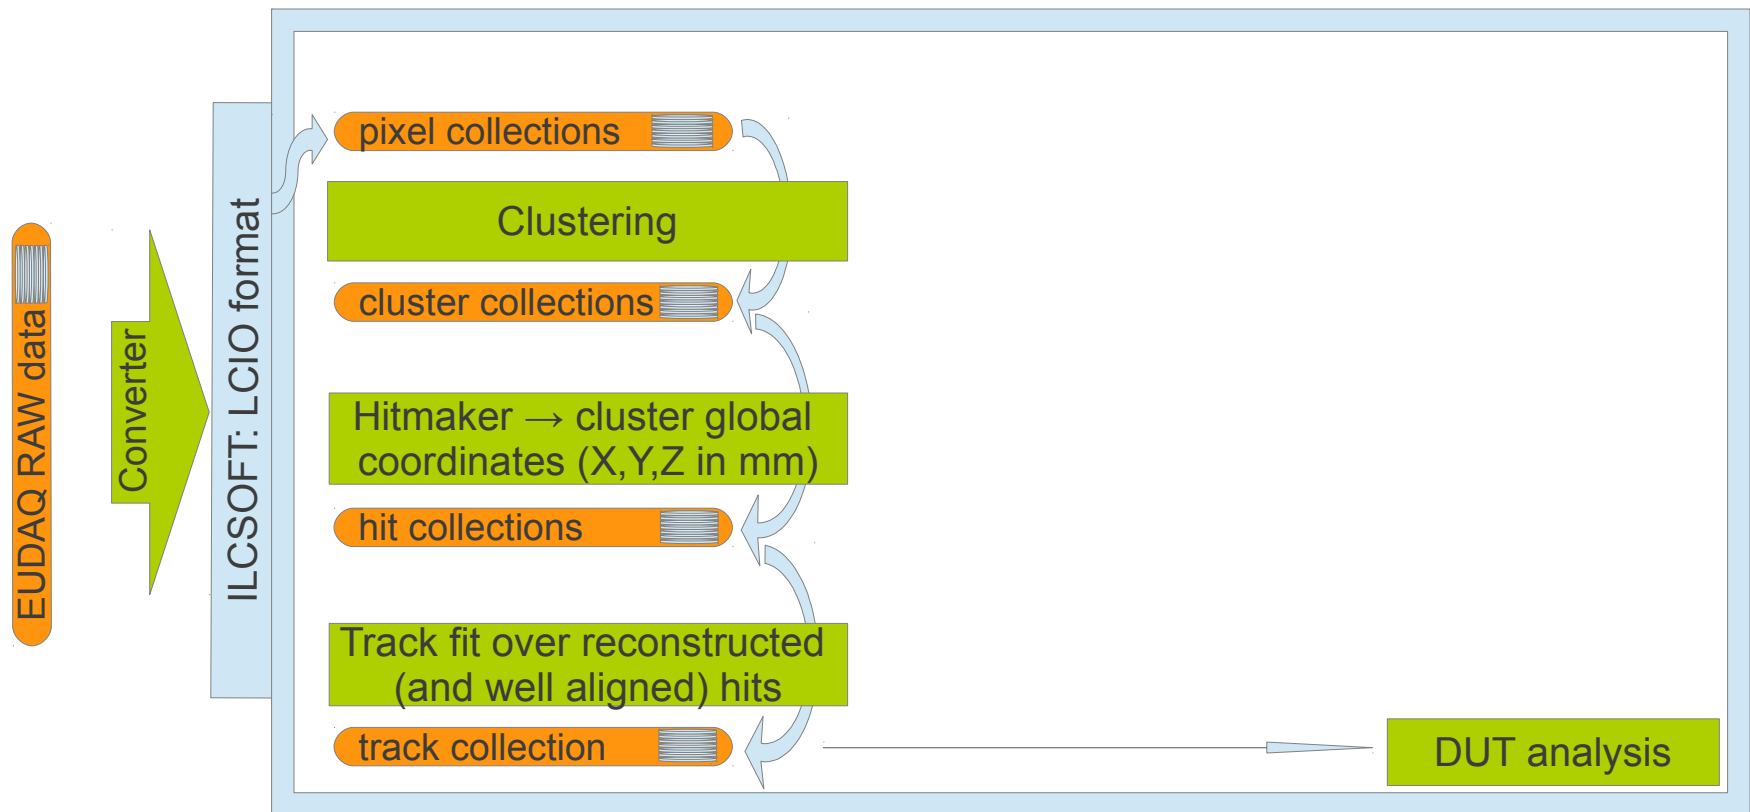 EUDAQ RAW data
Converter
ILCSOFT: LCIO format
pixel collections
Clustering
cluster collections
Hitmaker → cluster global
coordinates (X,Y,Z in mm)
hit collections
Track fit over reconstructed
(and well aligned) hits
track collection
DUT analysis